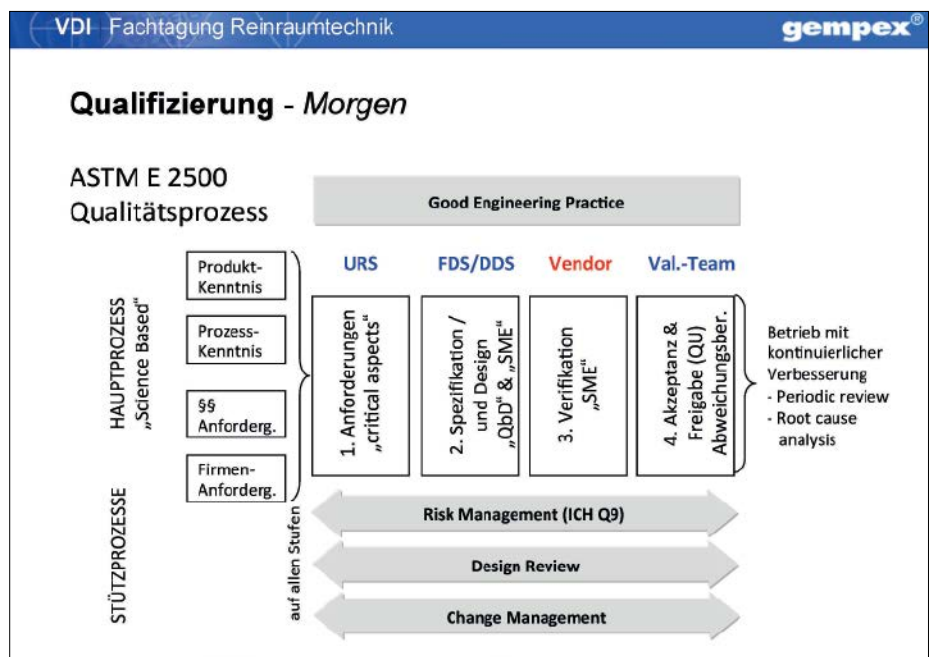 VDI Fachtagung Reinraumtechnik
gempex®
Qualifizierung - Morgen
ASTM E 2500
Qualitätsprozess
Good Engineering Practice
HAUPTPROZESS
„Science Based“
Produkt-
Kenntnis
Prozess-
Kenntnis
§§
Anforderg.
Firmen-
Anforderg.
URS
FDS/DDS
Vendor
Val.-Team
1. Anforderungen
„critical aspects“
2. Spezifikation /
und Design
„QbD“ & „SME“
3. Verifikation
„SME“
4. Akzeptanz &
Freigabe (QU)
Abweichungsber.
Betrieb mit
kontinuierlicher
Verbesserung
- Periodic review
- Root cause
analysis
STÜTZPROZESSE
auf allen Stufen
Risk Management (ICH Q9)
Design Review
Change Management